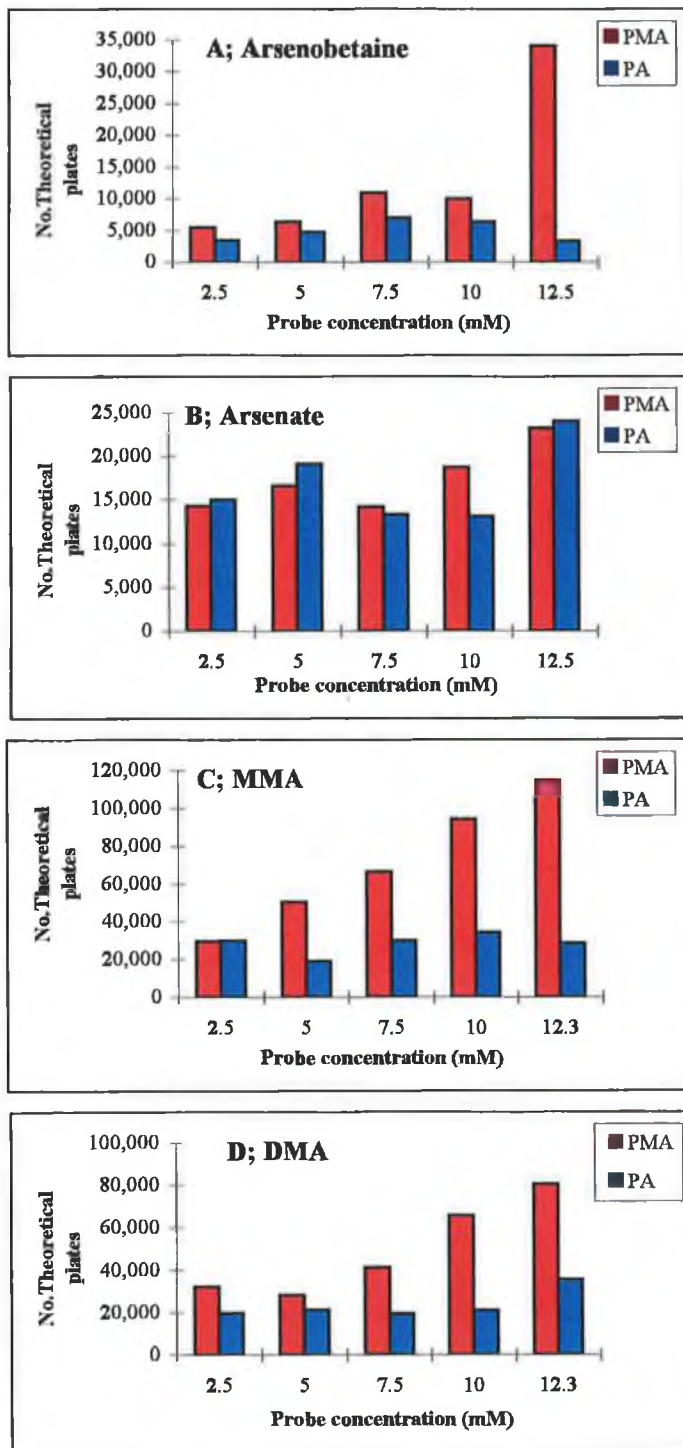 A; Arsenobetaine
PMA
PA
No.Theoretical
plates
35,000
30,000
25,000
20,000
15,000
10,000
5,000
0
2.5 5 7.5 10 12.5
Probe concentration (mM)
B; Arsenate
PMA
PA
No.Theoretical
plates
25,000
20,000
15,000
10,000
5,000
0
2.5 5 7.5 10 12.5
Probe concentration (mM)
C; MMA
PMA
PA
No.Theoretical
plates
120,000
100,000
80,000
60,000
40,000
20,000
0
2.5 5 7.5 10 12.3
Probe concentration (mM)
D; DMA
PMA
PA
No.Theoretical
plates
100,000
80,000
60,000
40,000
20,000
0
2.5 5 7.5 10 12.3
Probe concentration (mM)